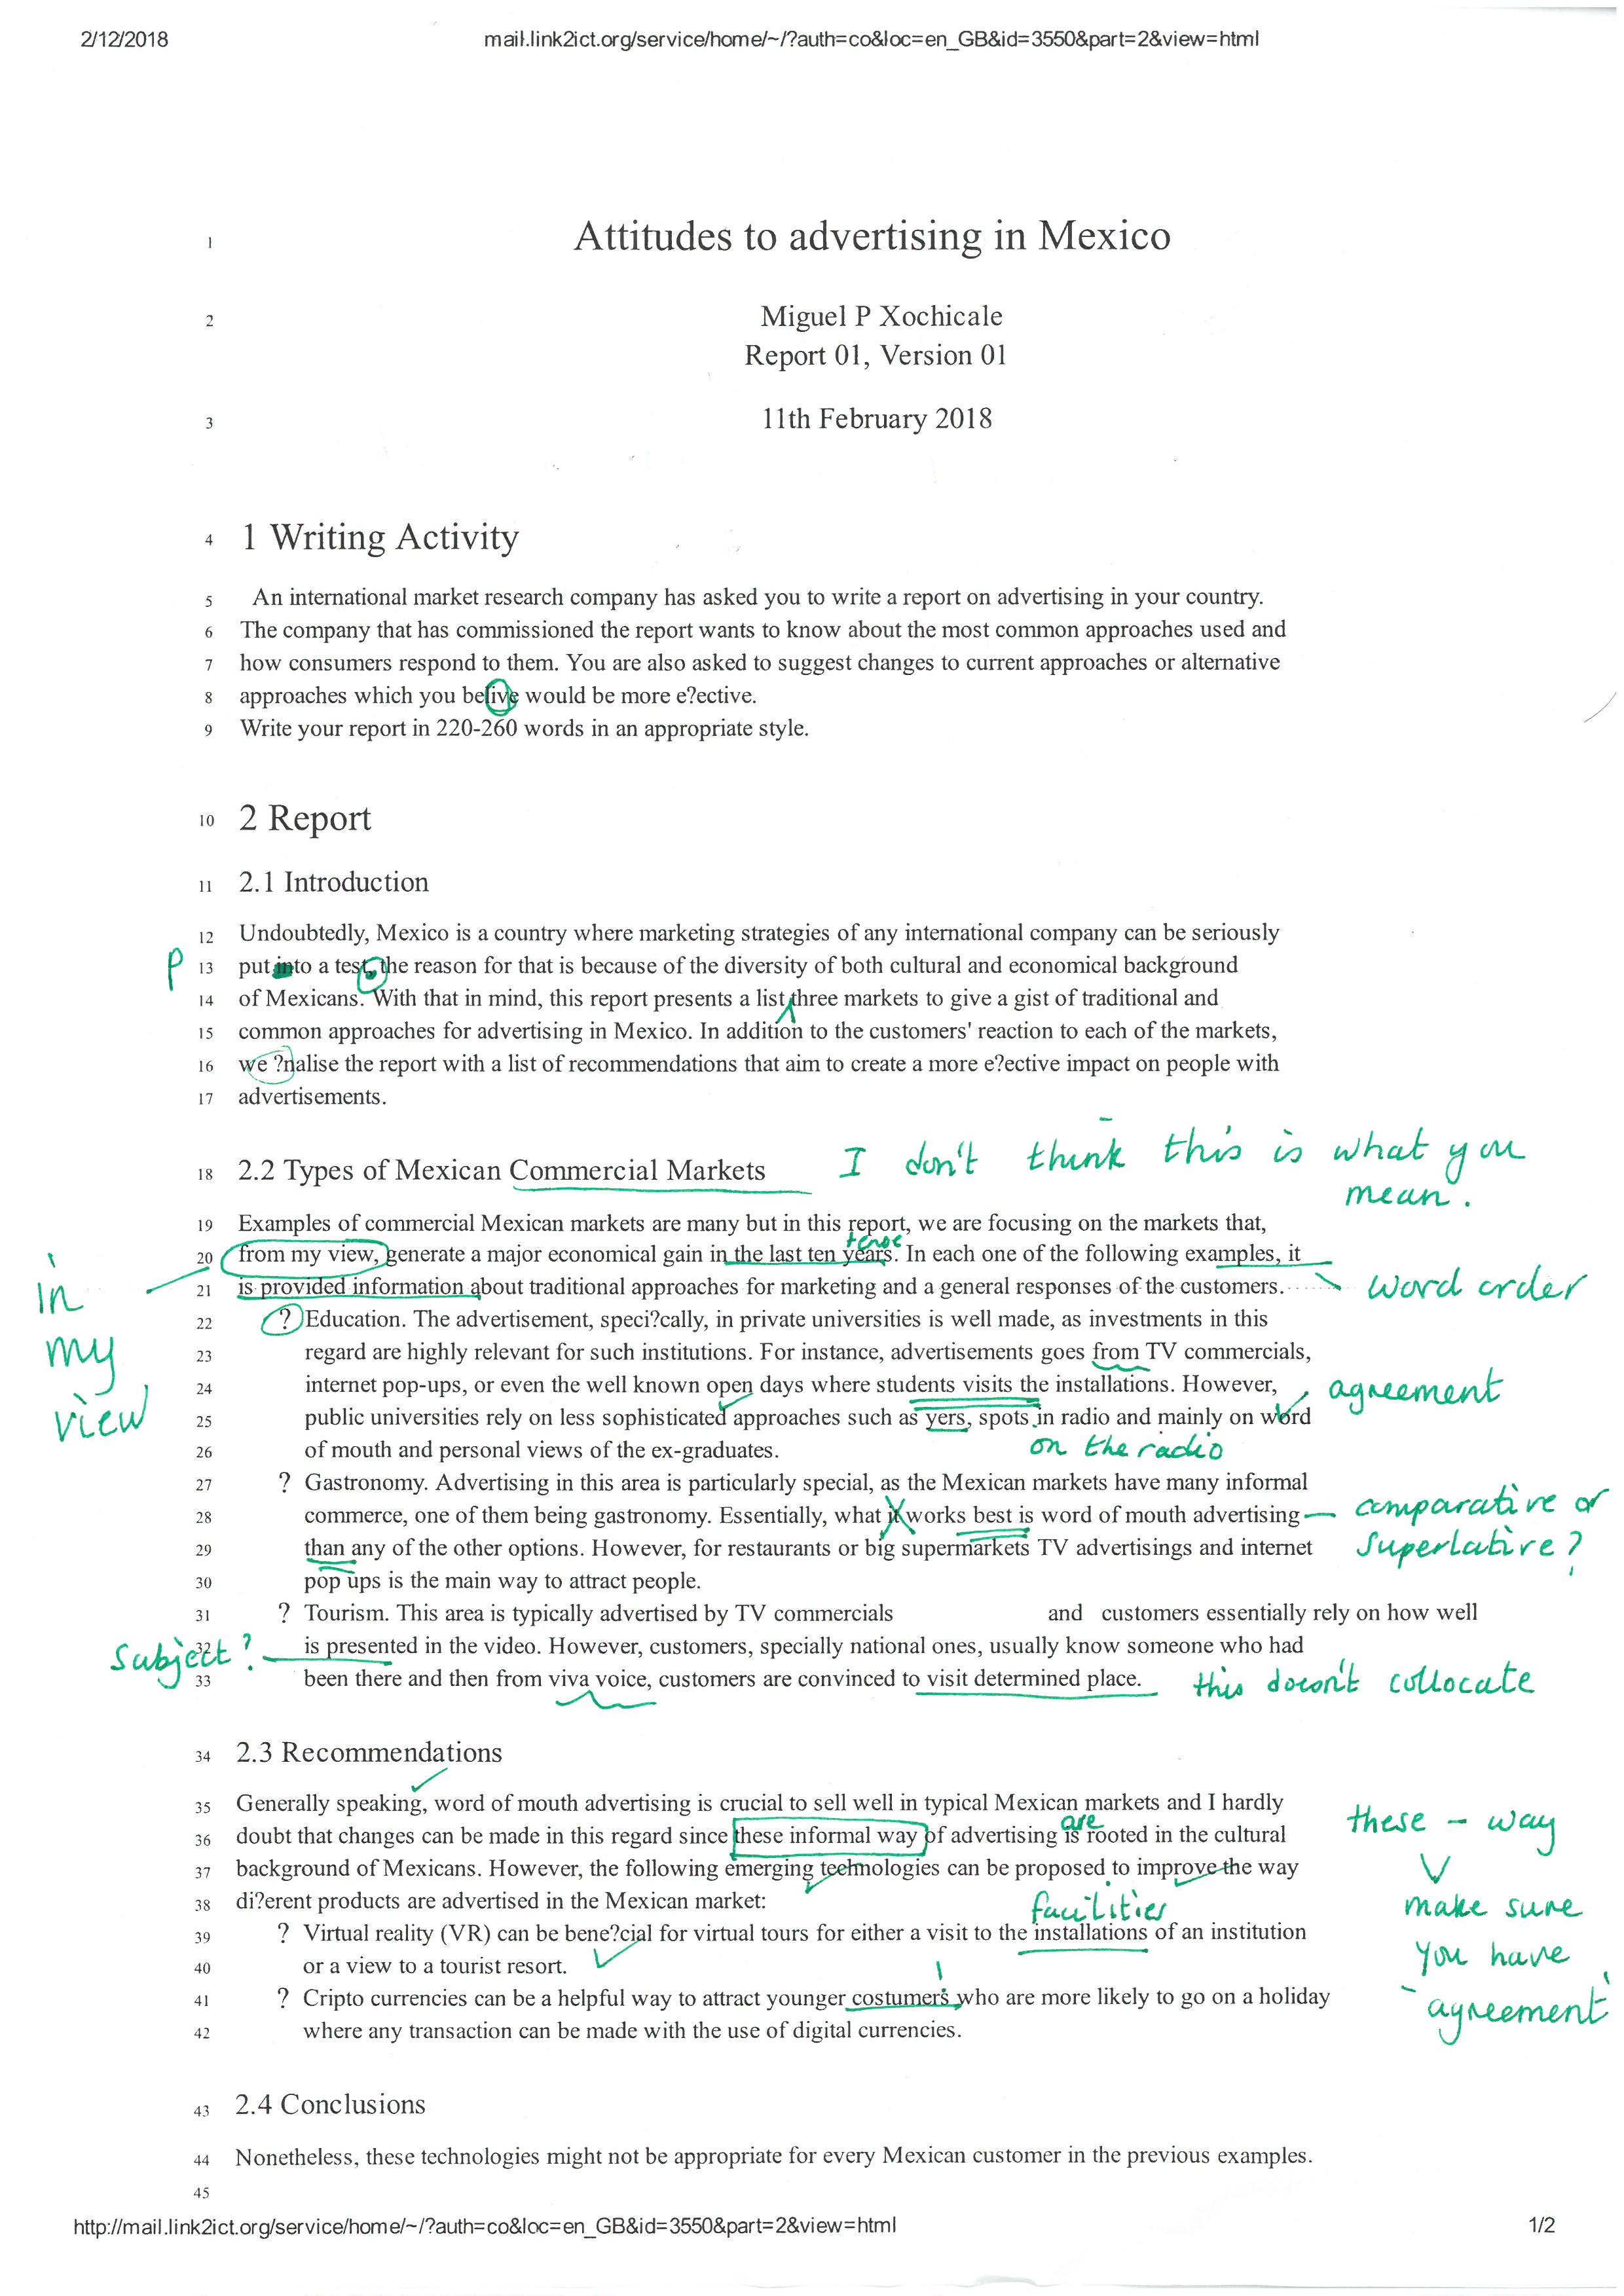 2/12/2018 mail.link2ict.org/service/home/~/?auth=co&loc=en_GB&id=3550&part=2&view=html
1 Attitudes to advertising in Mexico
2 Miguel P Xochicale
Report 01, Version 01
3 11th February 2018
4 1 Writing Activity
5 An international market research company has asked you to write a report on advertising in your country.
6 The company that has commissioned the report wants to know about the most common approaches used and
7 how consumers respond to them. You are also asked to suggest changes to current approaches or alternative
8 approaches which you belive would be more e?ective.
9 Write your report in 220-260 words in an appropriate style.
10 2 Report
11 2.1 Introduction
12 Undoubtedly, Mexico is a country where marketing strategies of any international company can be seriously
P 13 put into a test, the reason for that is because of the diversity of both cultural and economical background
14 of Mexicans. With that in mind, this report presents a list three markets to give a gist of traditional and
15 common approaches for advertising in Mexico. In addition to the customers' reaction to each of the markets,
16 we ?nalise the report with a list of recommendations that aim to create a more e?ective impact on people with
17 advertisements.
18 2.2 Types of Mexican Commercial Markets I don't think this is what you
mean.
19 Examples of commercial Mexican markets are many but in this report, we are focusing on the markets that,
tense
20 from my view, generate a major economical gain in the last ten years. In each one of the following examples, it
in my view
21 is provided information about traditional approaches for marketing and a general responses of the customers. word order
22 ? Education. The advertisement, speci?cally, in private universities is well made, as investments in this
23 regard are highly relevant for such institutions. For instance, advertisements goes from TV commercials,
24 internet pop-ups, or even the well known open days where students visits the installations. However, agreement
25 public universities rely on less sophisticated approaches such as yers, spots in radio and mainly on word
on the radio
26 of mouth and personal views of the ex-graduates.
27 ? Gastronomy. Advertising in this area is particularly special, as the Mexican markets have many informal
28 commerce, one of them being gastronomy. Essentially, what it works best is word of mouth advertising comparative or
29 than any of the other options. However, for restaurants or big supermarkets TV advertisings and internet superlative?
30 pop ups is the main way to attract people.
31 ? Tourism. This area is typically advertised by TV commercials and customers essentially rely on how well
subject? 32 is presented in the video. However, customers, specially national ones, usually know someone who had
33 been there and then from viva voice, customers are convinced to visit determined place. this doesn't collocate
34 2.3 Recommendations
35 Generally speaking, word of mouth advertising is crucial to sell well in typical Mexican markets and I hardly
are
36 doubt that changes can be made in this regard since these informal way of advertising is rooted in the cultural
these - way
37 background of Mexicans. However, the following emerging technologies can be proposed to improve the way
38 di?erent products are advertised in the Mexican market:
make sure
you have
'agreement'
facilities
39 ? Virtual reality (VR) can be bene?cial for virtual tours for either a visit to the installations of an institution
40 or a view to a tourist resort.
41 ? Cripto currencies can be a helpful way to attract younger costumers who are more likely to go on a holiday
42 where any transaction can be made with the use of digital currencies.
43 2.4 Conclusions
44 Nonetheless, these technologies might not be appropriate for every Mexican customer in the previous examples.
45
http://mail.link2ict.org/service/home/~/?auth=co&loc=en_GB&id=3550&part=2&view=html 1/2